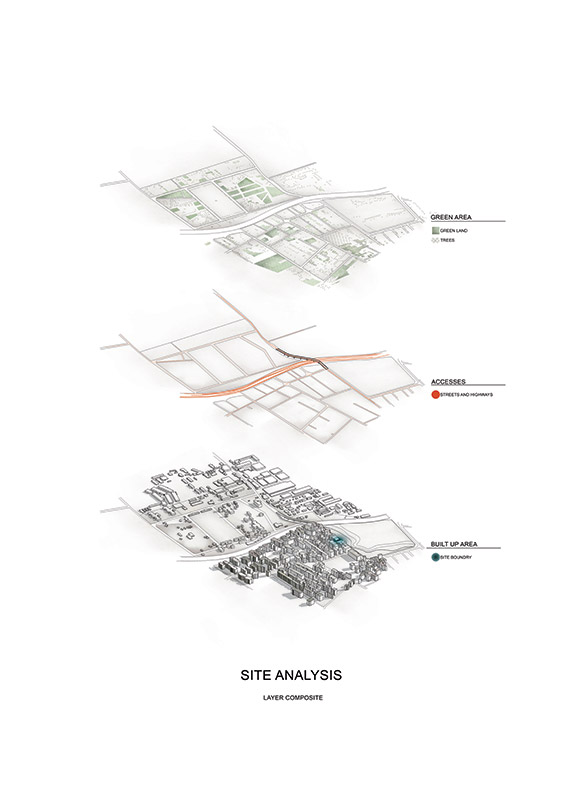 GREEN AREA
GREEN LAND
TREES
ACCESSES
STREETS AND HIGHWAYS
BUILT UP AREA
SITE BOUNDRY
SITE ANALYSIS
LAYER COMPOSITE